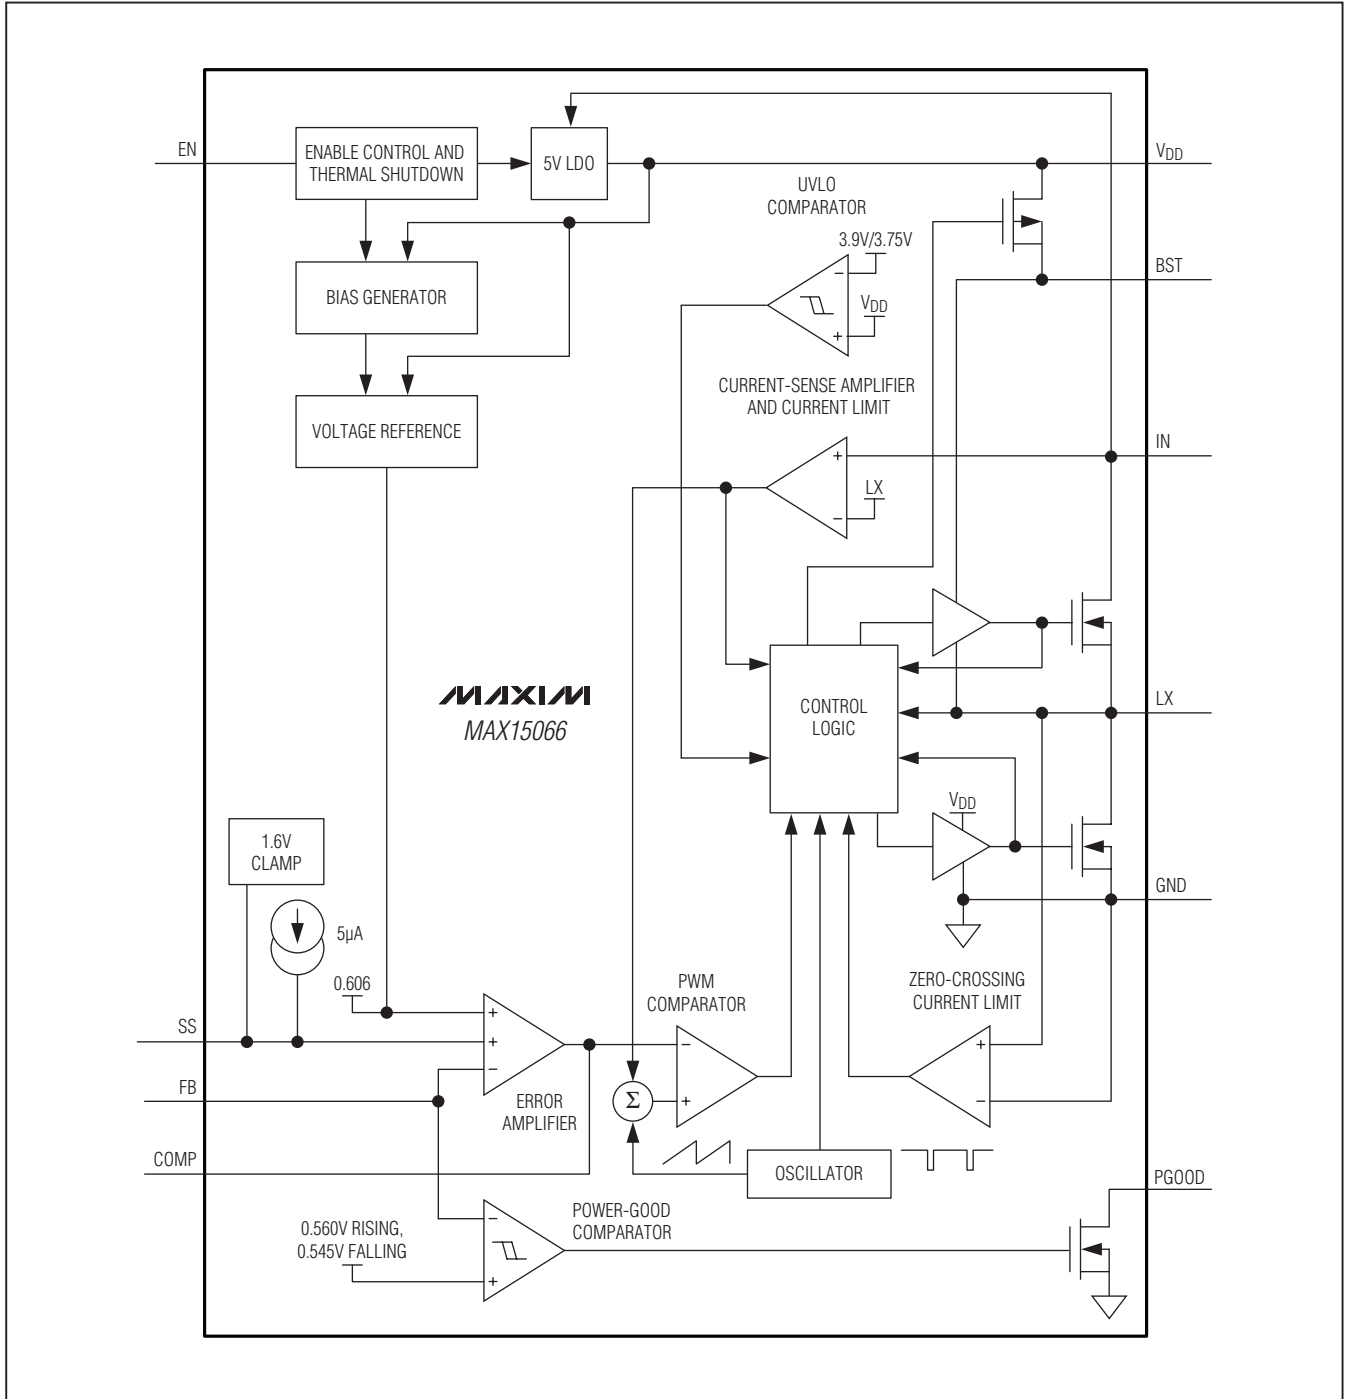 EN
ENABLE CONTROL AND
THERMAL SHUTDOWN
5V LDO
VDD
UVLO
COMPARATOR
3.9V/3.75V
−
VDD
+
BST
BIAS GENERATOR
CURRENT-SENSE AMPLIFIER
AND CURRENT LIMIT
VOLTAGE REFERENCE
IN
+
LX
−
MAXIM
MAX15066
CONTROL
LOGIC
LX
VDD
1.6V
CLAMP
GND
5µA
0.606
PWM
COMPARATOR
ZERO-CROSSING
CURRENT LIMIT
SS
+
+
−
−
+
+
−
FB
ERROR
AMPLIFIER
Σ
COMP
OSCILLATOR
PGOOD
0.560V RISING,
0.545V FALLING
−
+
POWER-GOOD
COMPARATOR